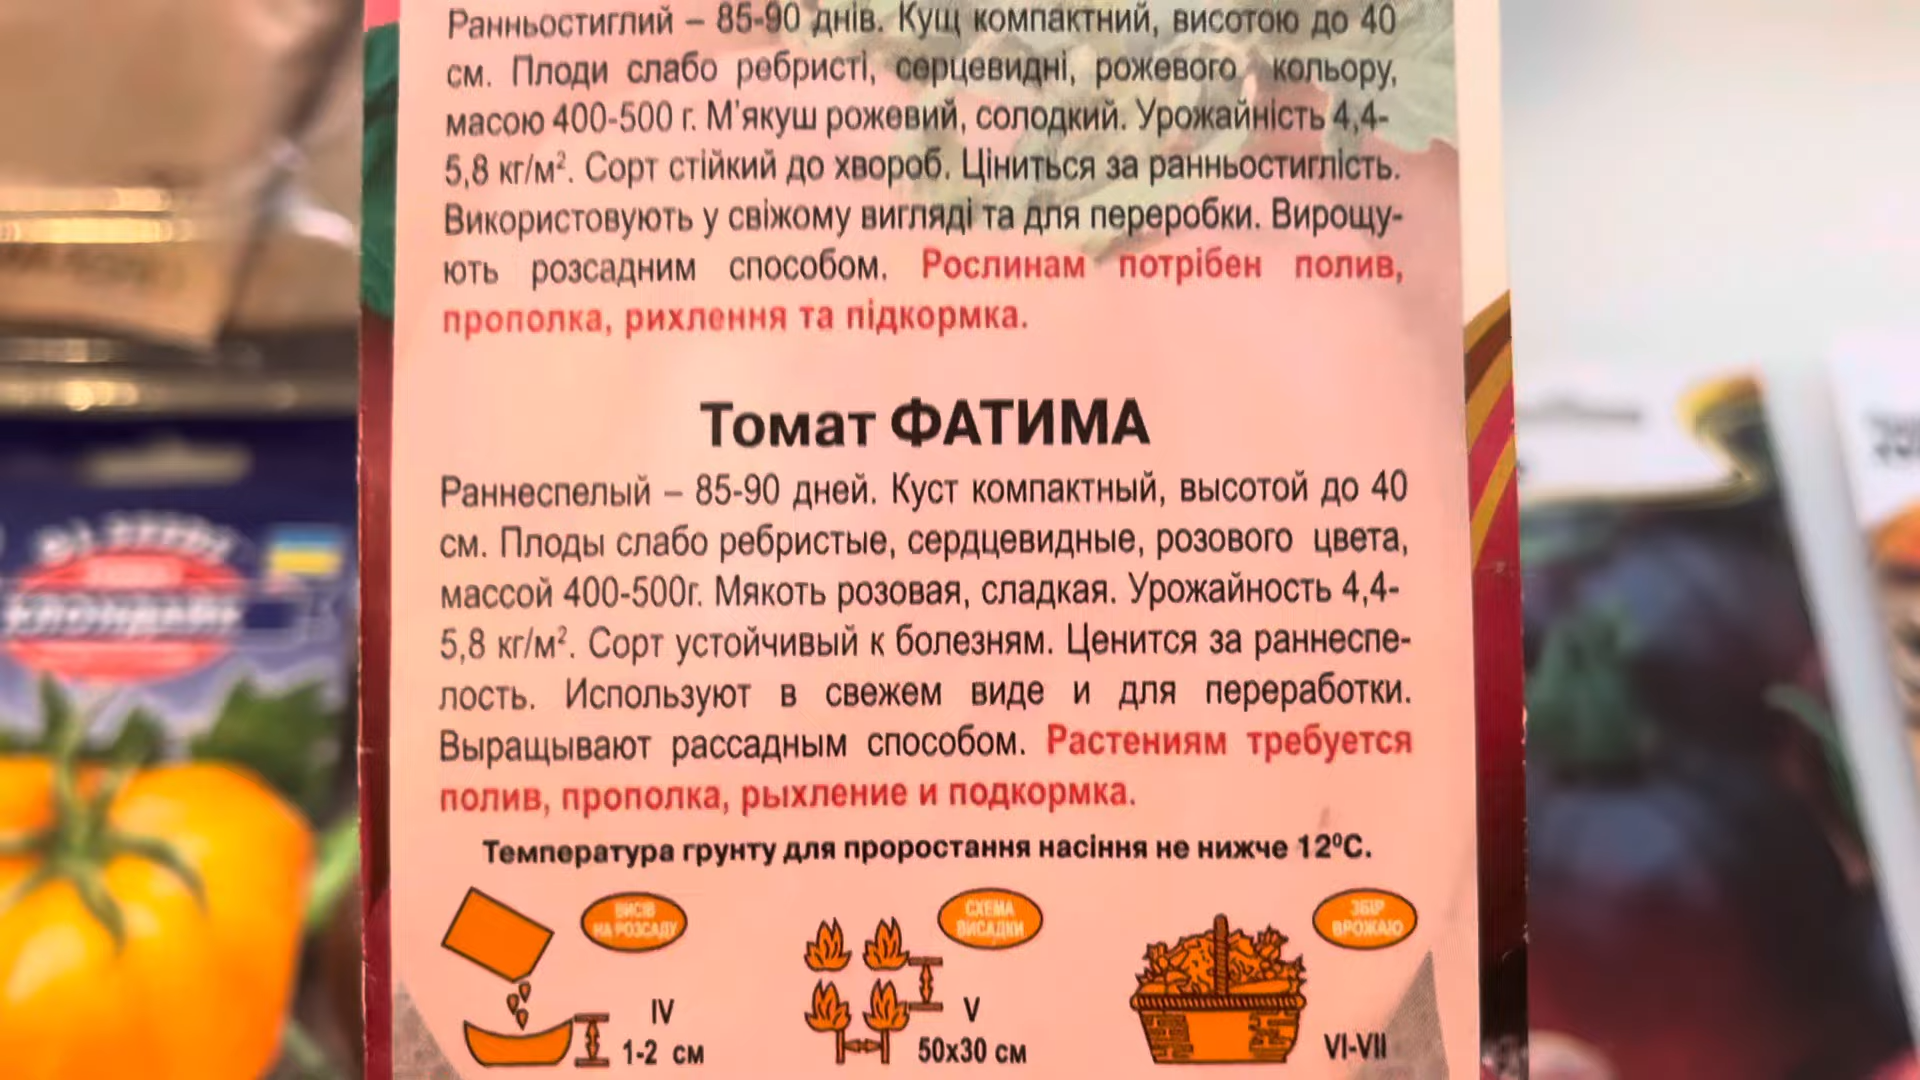 Ранньостиглий – 85-90 днів. Кущ компактний, висотою до 40
см. Плоди слабо ребристі, серцевидні, рожевого кольору,
масою 400-500 г. М'якуш рожевий, солодкий. Урожайність 4,4-
5,8 кг/м². Сорт стійкий до хвороб. Ціниться за ранньостиглість.
Використовують у свіжому вигляді та для переробки. Вирощу-
ють розсадним способом. Рослинам потрібен полив,
прополка, рихлення та підкормка.
Томат ФАТИМА
Раннеспелый – 85-90 дней. Куст компактный, высотой до 40
см. Плоды слабо ребристые, сердцевидные, розового цвета,
массой 400-500г. Мякоть розовая, сладкая. Урожайность 4,4-
5,8 кг/м². Сорт устойчивый к болезням. Ценится за раннеспе-
лость. Используют в свежем виде и для переработки.
Выращывают рассадным способом. Растениям требуется
полив, прополка, рыхление и подкормка.
Температура грунту для проростання насіння не нижче 12⁰С.
ВИСІВ
НА РОЗСАДУ
СХЕМА
ВИСАДКИ
ЗБІР
ВРОЖАЮ
IV
1-2 см
V
50х30 см
VI-VII